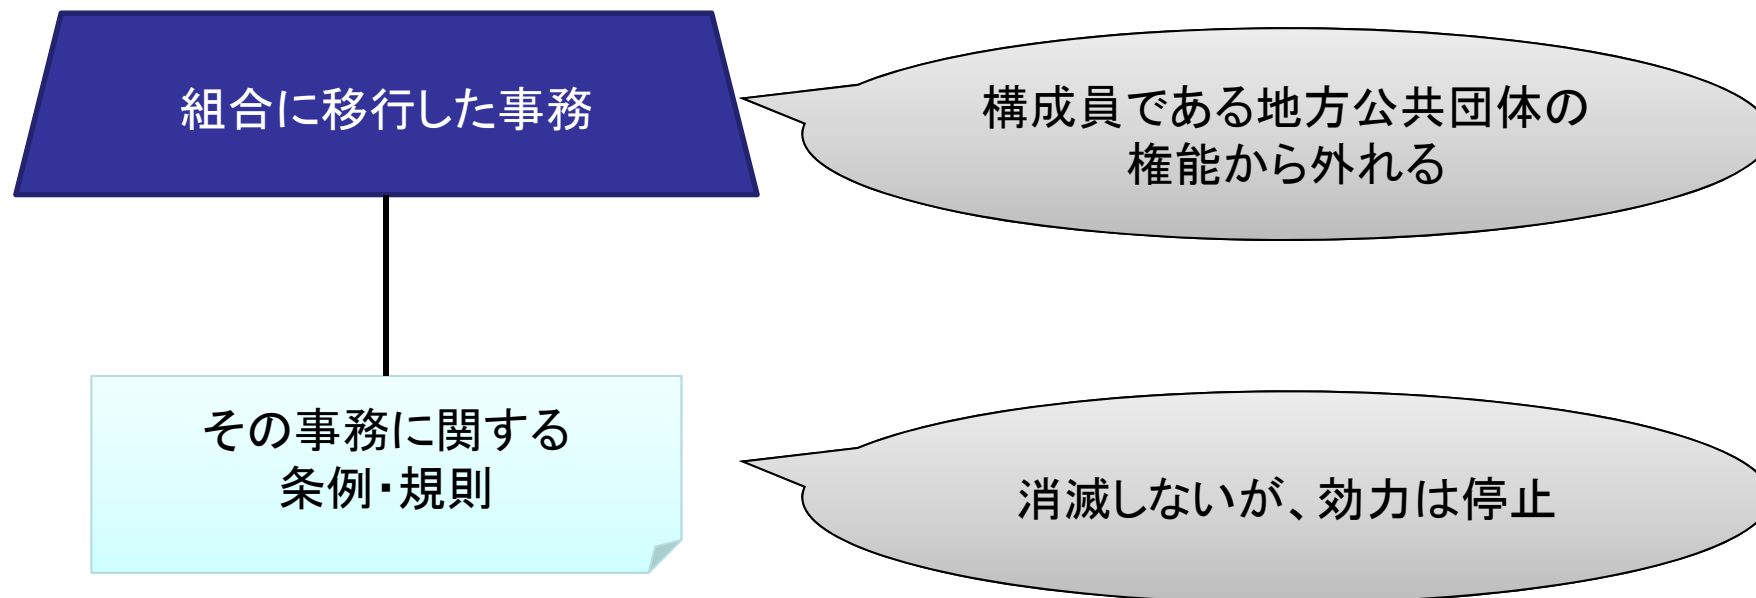 組合に移行した事務
構成員である地方公共団体の
権能から外れる
その事務に関する
条例・規則
消滅しないが、効力は停止